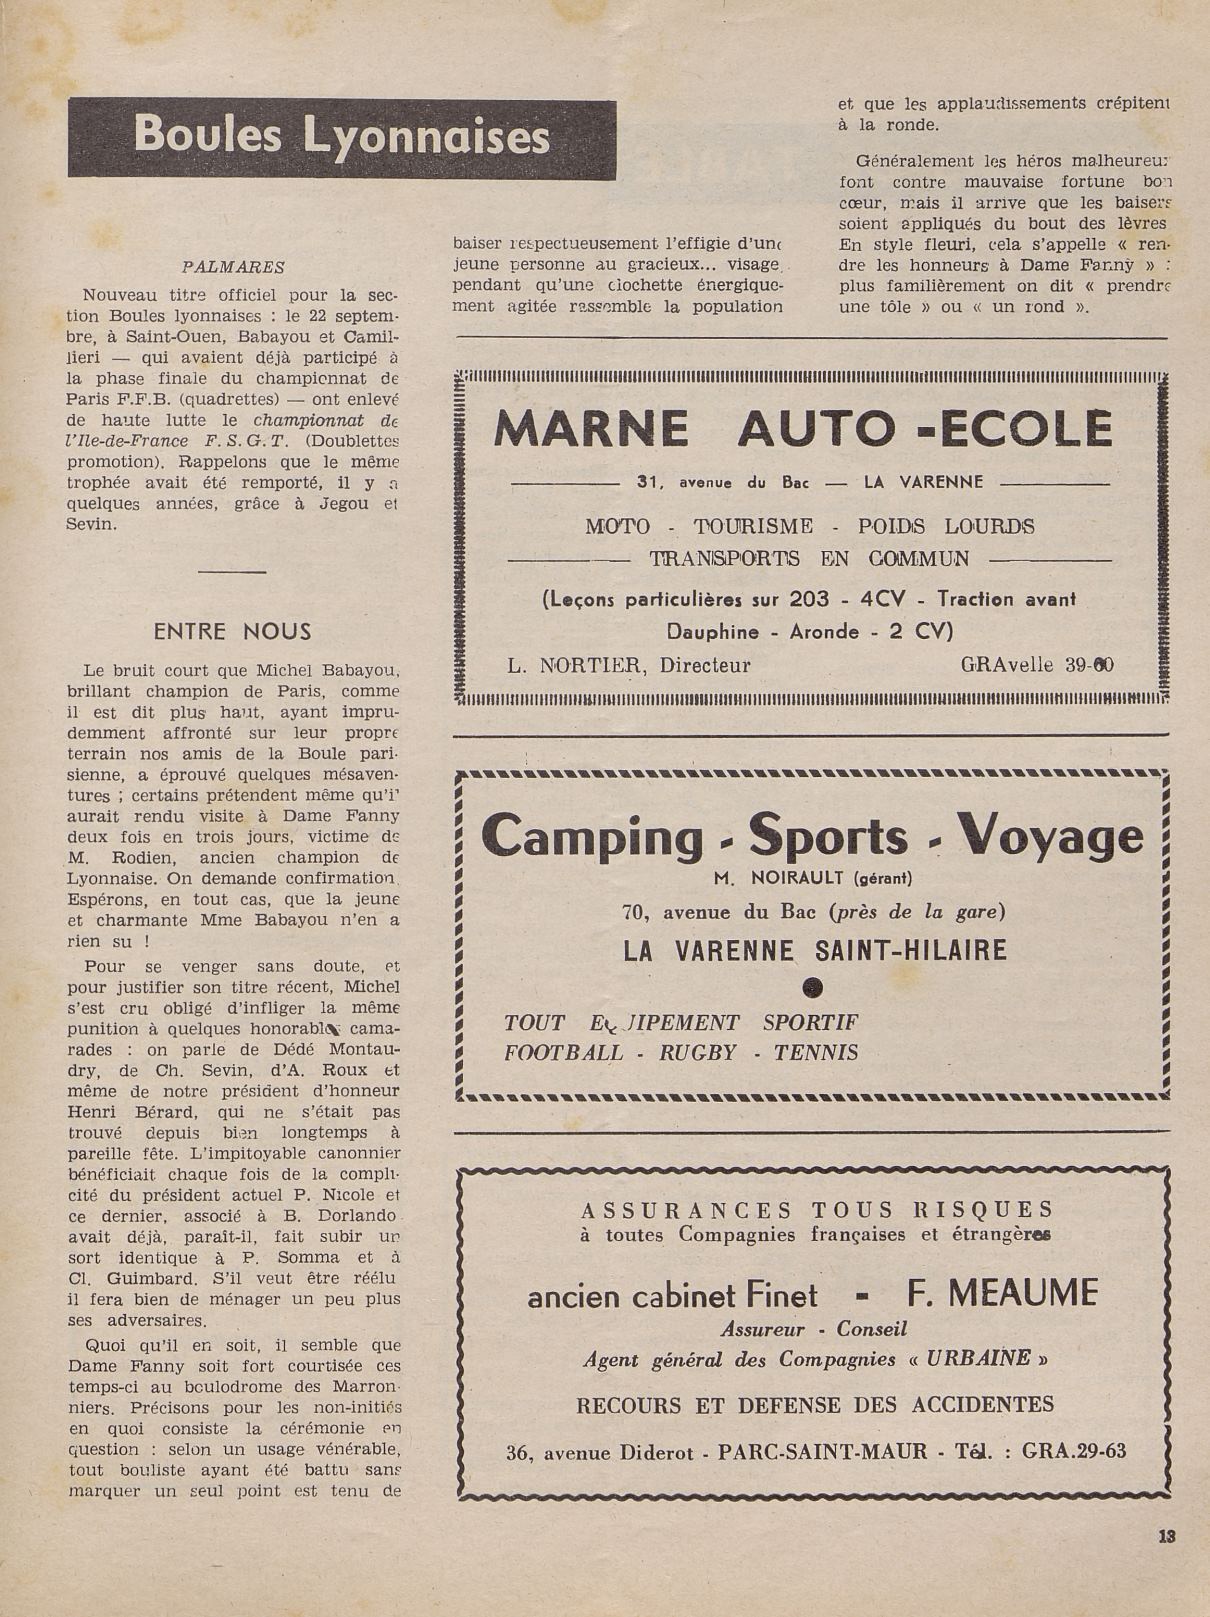 Boules Lyonnaises
PALMARES
Nouveau titre officiel pour la sec-
tion Boules lyonnaises : le 22 septem-
bre, à Saint-Ouen, Babayou et Camil-
lieri — qui avaient déjà participé à
la phase finale du championnat de
Paris F.F.B. (quadrettes) — ont enlevé
de haute lutte le championnat de
l'Ile-de-France F.S.G.T. (Doublettes
promotion). Rappelons que le même
trophée avait été remporté, il y a
quelques années, grâce à Jegou et
Sevin.
ENTRE NOUS
Le bruit court que Michel Babayou,
brillant champion de Paris, comme
il est dit plus haut, ayant impru-
demment affronté sur leur propre
terrain nos amis de la Boule pari-
sienne, a éprouvé quelques mésaven-
tures ; certains prétendent même qu'il
aurait rendu visite à Dame Fanny
deux fois en trois jours, victime de
M. Rodien, ancien champion de
Lyonnaise. On demande confirmation.
Espérons, en tout cas, que la jeune
et charmante Mme Babayou n'en a
rien su !
Pour se venger sans doute, et
pour justifier son titre récent, Michel
s'est cru obligé d'infliger la même
punition à quelques honorables cama-
rades : on parle de Dédé Montau-
dry, de Ch. Sevin, d'A. Roux et
même de notre président d'honneur
Henri Bérard, qui ne s'était pas
trouvé depuis bien longtemps à
pareille fête. L'impitoyable canonnier
bénéficiait chaque fois de la compli-
cité du président actuel P. Nicole et
ce dernier, associé à B. Dorlando
avait déjà, paraît-il, fait subir un
sort identique à P. Somma et à
Cl. Guimbard. S'il veut être réélu
il fera bien de ménager un peu plus
ses adversaires.
Quoi qu'il en soit, il semble que
Dame Fanny soit fort courtisée ces
temps-ci au boulodrome des Marron-
niers. Précisons pour les non-initiés
en quoi consiste la cérémonie en
question : selon un usage vénérable,
tout bouliste ayant été battu sans
marquer un seul point est tenu de
baiser respectueusement l'effigie d'une
jeune personne au gracieux... visage,
pendant qu'une clochette énergique-
ment agitée rassemble la population
et que les applaudissements crépitent
à la ronde.
Généralement les héros malheureux
font contre mauvaise fortune bon
cœur, mais il arrive que les baisers
soient appliqués du bout des lèvres
En style fleuri, cela s'appelle « ren-
dre les honneurs à Dame Fanny » :
plus familièrement on dit « prendre
une tôle » ou « un rond ».
MARNE AUTO-ECOLE
31, avenue du Bac — LA VARENNE
MOTO - TOURISME - POIDS LOURDS
TRANSPORTS EN COMMUN
(Leçons particulières sur 203 - 4CV - Traction avant
Dauphine - Aronde - 2 CV)
L. NORTIER, Directeur GRAvelle 39-60
Camping - Sports - Voyage
M. NOIRAULT (gérant)
70, avenue du Bac (près de la gare)
LA VARENNE SAINT-HILAIRE
TOUT EQUIPEMENT SPORTIF
FOOTBALL - RUGBY - TENNIS
ASSURANCES TOUS RISQUES
à toutes Compagnies françaises et étrangères
ancien cabinet Finet - F. MEAUME
Assureur - Conseil
Agent général des Compagnies « URBAINE »
RECOURS ET DEFENSE DES ACCIDENTES
36, avenue Diderot - PARC-SAINT-MAUR - Tél. : GRA.29-63
13